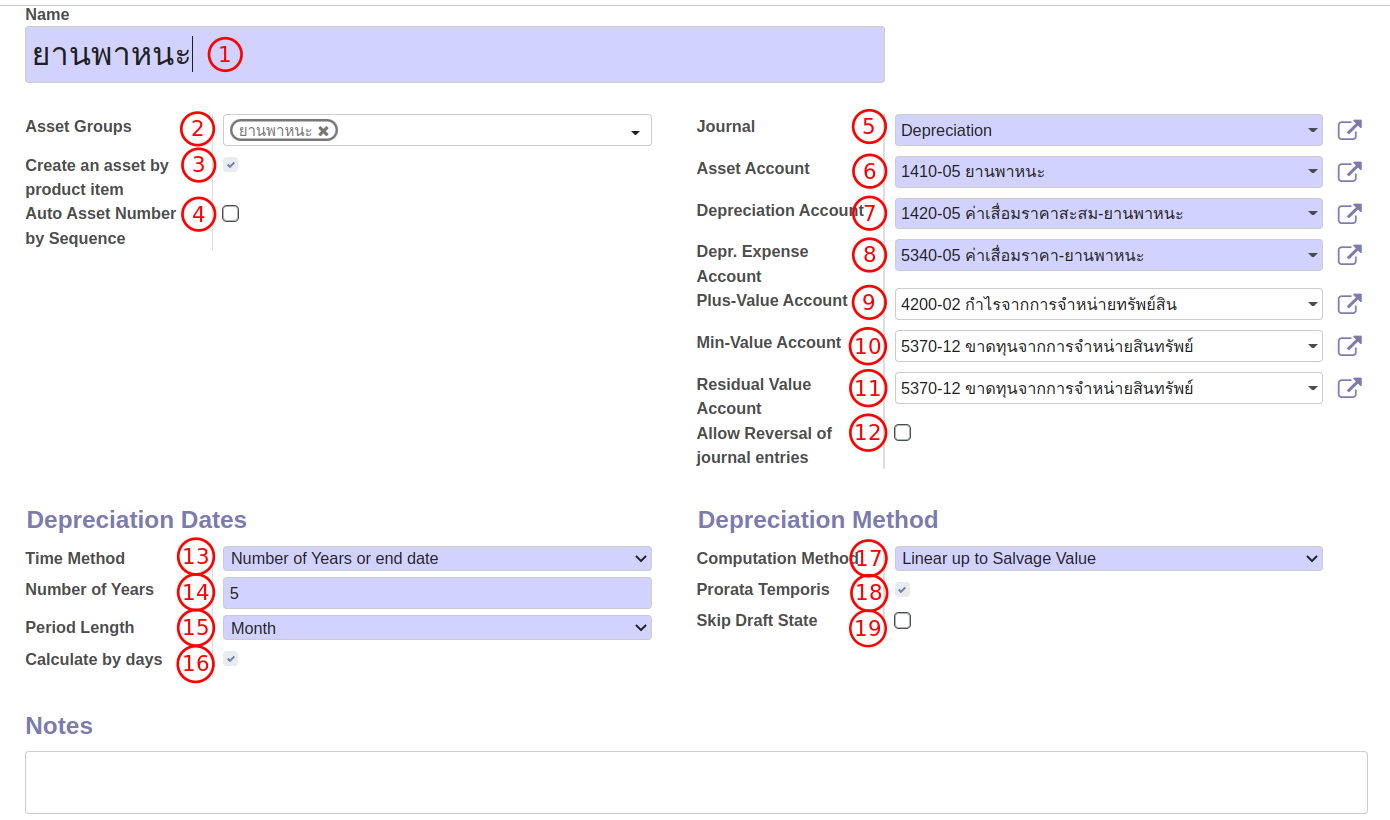 Name
ยานพาหนะ 1
Asset Groups 2 ยานพาหนะ
Create an asset by 3
product item
Auto Asset Number 4
by Sequence
Journal 5 Depreciation
Asset Account 6 1410-05 ยานพาหนะ
Depreciation Account 7 1420-05 ค่าเสื่อมราคาสะสม-ยานพาหนะ
Depr. Expense 8 5340-05 ค่าเสื่อมราคา-ยานพาหนะ
Account
Plus-Value Account 9 4200-02 กำไรจากการจำหน่ายทรัพย์สิน
Min-Value Account 10 5370-12 ขาดทุนจากการจำหน่ายสินทรัพย์
Residual Value 11 5370-12 ขาดทุนจากการจำหน่ายสินทรัพย์
Account
Allow Reversal of 12
journal entries
Depreciation Dates
Time Method 13 Number of Years or end date
Number of Years 14 5
Period Length 15 Month
Calculate by days 16
Depreciation Method
Computation Method 17 Linear up to Salvage Value
Prorata Temporis 18
Skip Draft State 19
Notes